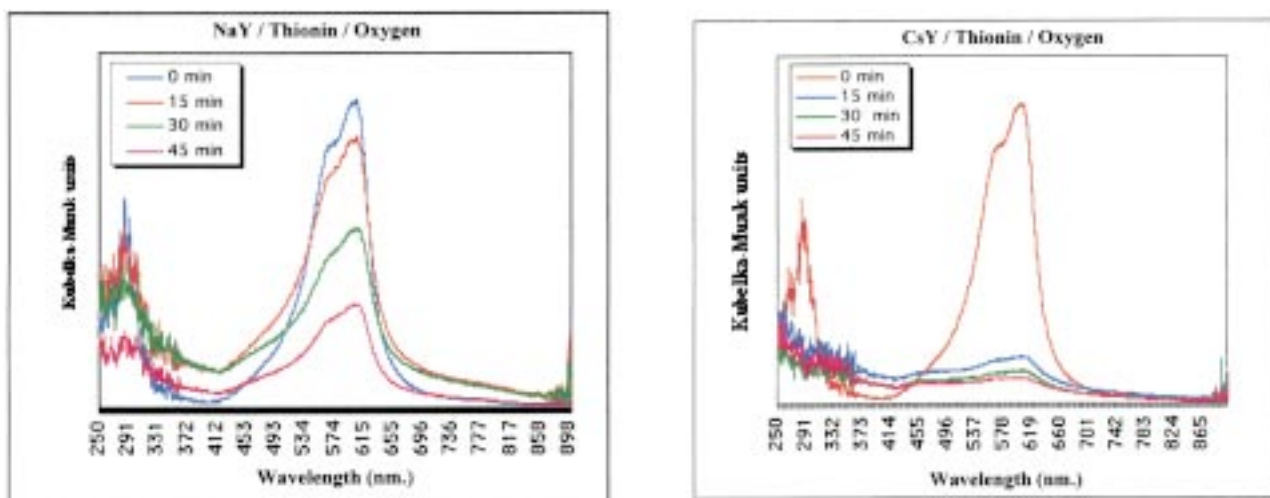 NaY / Thionin / Oxygen
0 min
15 min
30 min
45 min
Kubelka-Munk units
250 291 331 372 412 453 493 534 574 615 655 696 736 777 817 858 898
Wavelength (nm.)
CsY / Thionin / Oxygen
0 min
15 min
30 min
45 min
Kubelka-Munk units
250 291 332 373 414 455 496 537 578 619 660 701 742 783 824 865
Wavelength (nm.)